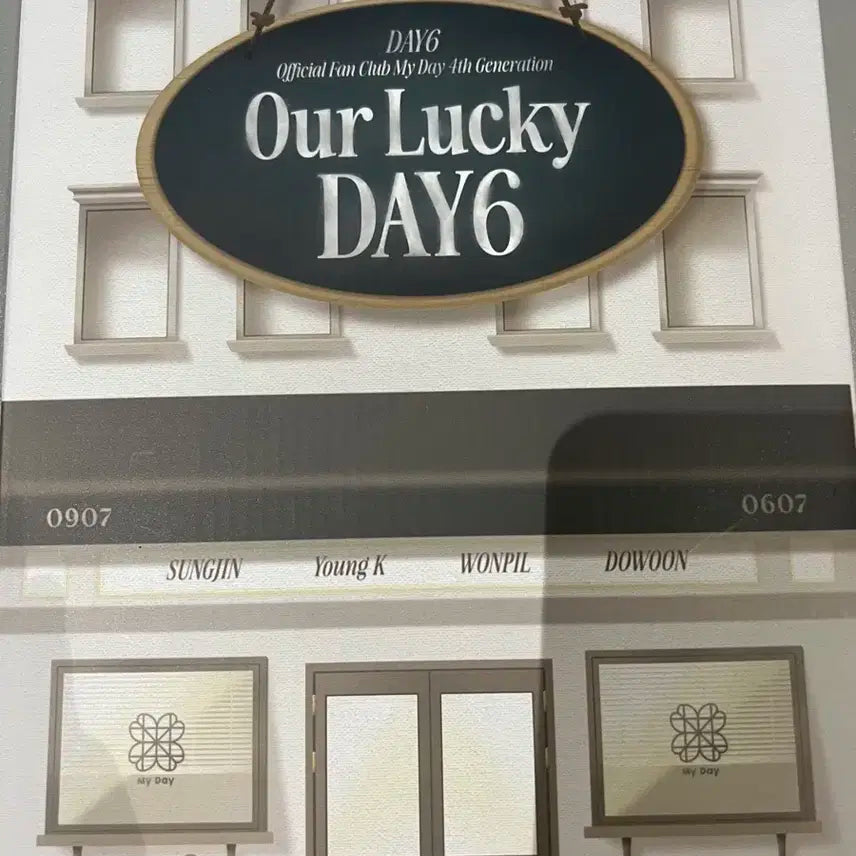 DAY6
Official Fan Club My Day 4th Generation
Our Lucky
DAY6
0907
0607
SUNGJIN Young K WONPIL DOWOON
My Day
My Day